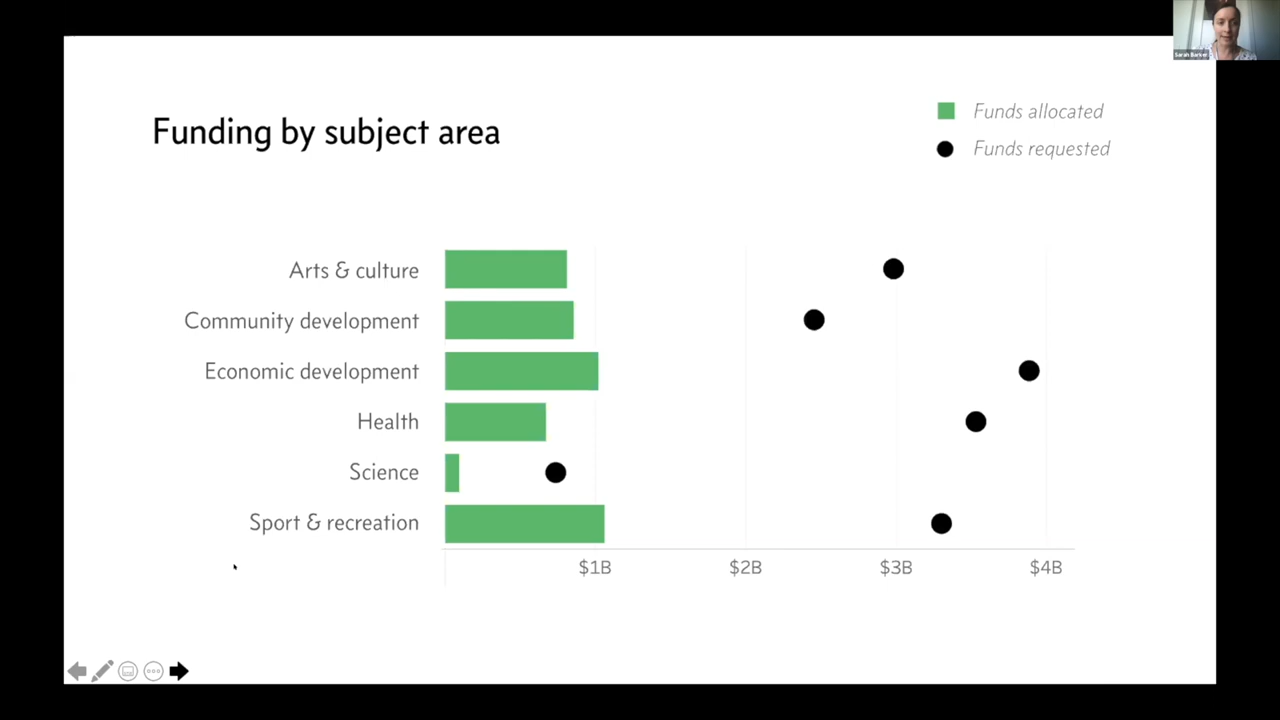 Funding by subject area
Funds allocated
Funds requested
Arts & culture
Community development
Economic development
Health
Science
Sport & recreation
$1B $2B $3B $4B